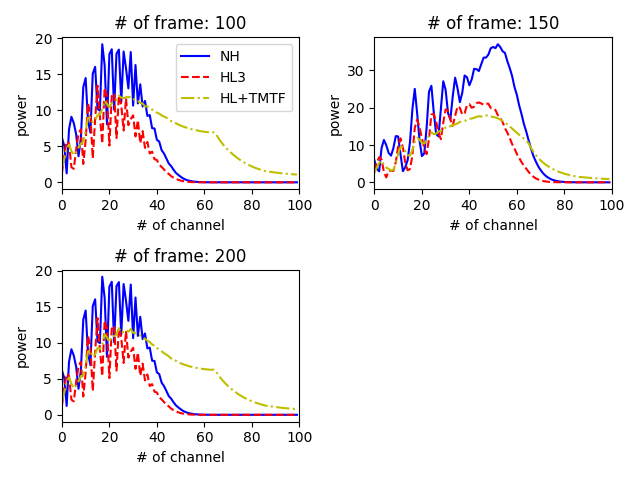 # of frame: 100
20
15
10
5
0
power
NH
HL3
HL+TMTF
0 20 40 60 80 100
# of channel
# of frame: 150
30
20
10
0
power
0 20 40 60 80 100
# of channel
# of frame: 200
20
15
10
5
0
power
0 20 40 60 80 100
# of channel